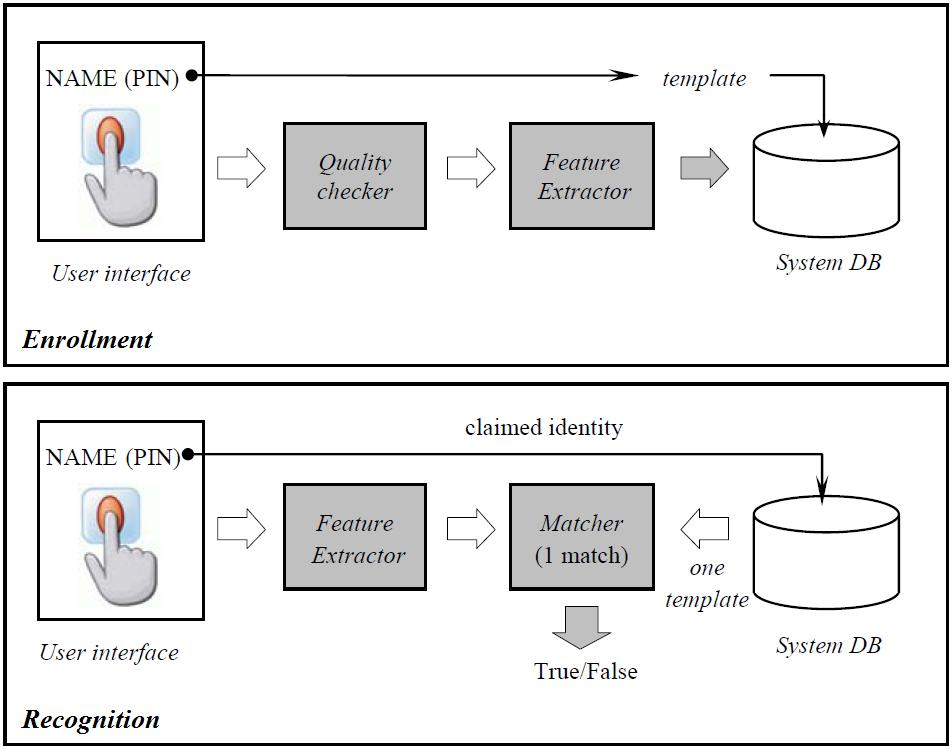 NAME (PIN)
template
Quality
checker
Feature
Extractor
User interface
System DB
Enrollment
claimed identity
NAME (PIN)
Feature
Extractor
Matcher
(1 match)
one
template
User interface
System DB
True/False
Recognition